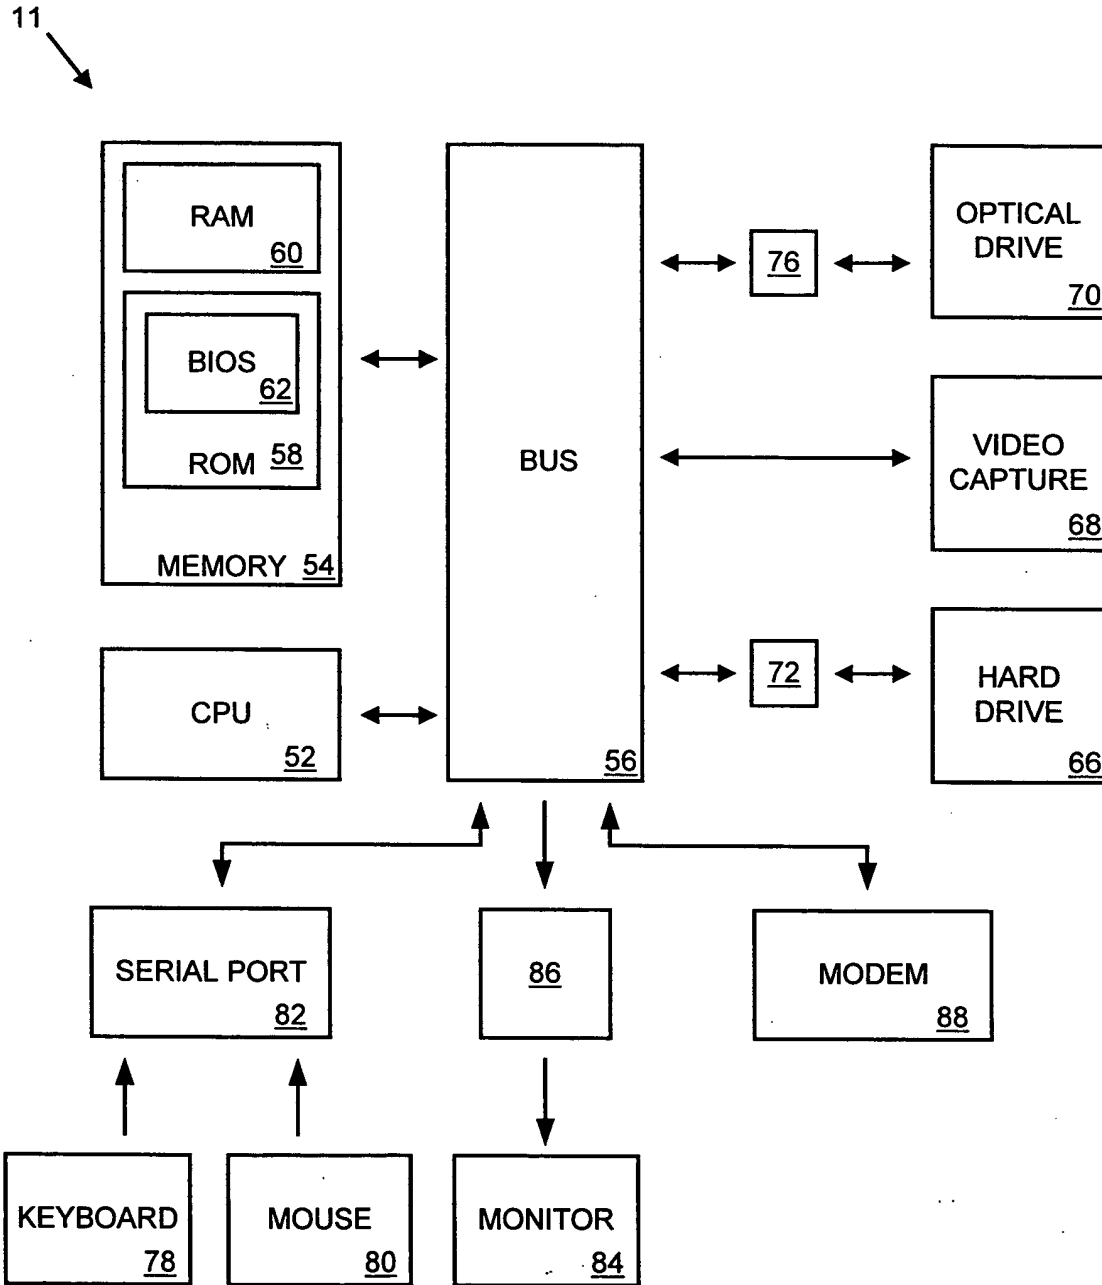 11
RAM
60
BIOS
62
ROM 58
MEMORY 54
CPU
52
BUS
56
76
OPTICAL
DRIVE
70
VIDEO
CAPTURE
68
72
HARD
DRIVE
66
SERIAL PORT
82
86
MODEM
88
KEYBOARD
78
MOUSE
80
MONITOR
84